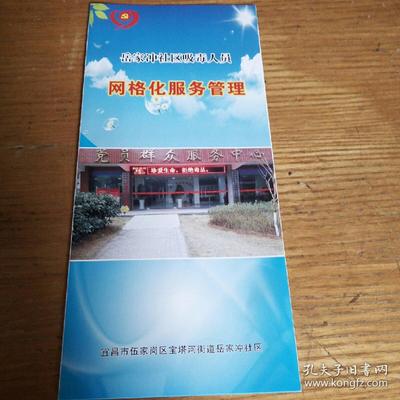 岳家冲社区吸毒人员
网格化服务管理
党员群众服务中心
珍爱生命，拒绝毒品。
宜昌市伍家岗区宝塔河街道岳家冲社区
孔夫子旧书网
www.kongfz.com